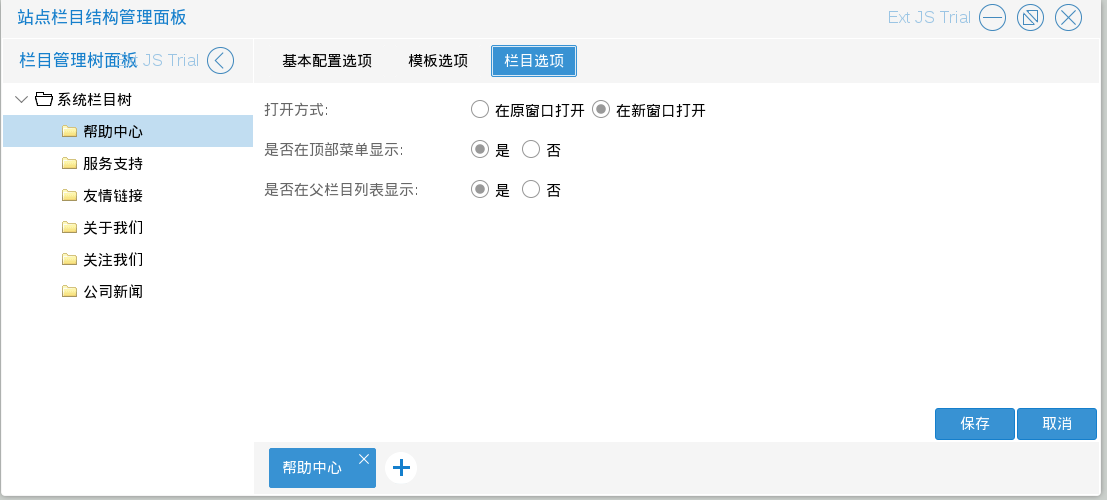 站点栏目结构管理面板 Ext JS Trial
栏目管理树面板 JS Trial
基本配置选项 模板选项 栏目选项
系统栏目树
帮助中心
服务支持
友情链接
关于我们
关注我们
公司新闻
打开方式: 在原窗口打开 在新窗口打开
是否在顶部菜单显示: 是 否
是否在父栏目列表显示: 是 否
保存 取消
帮助中心